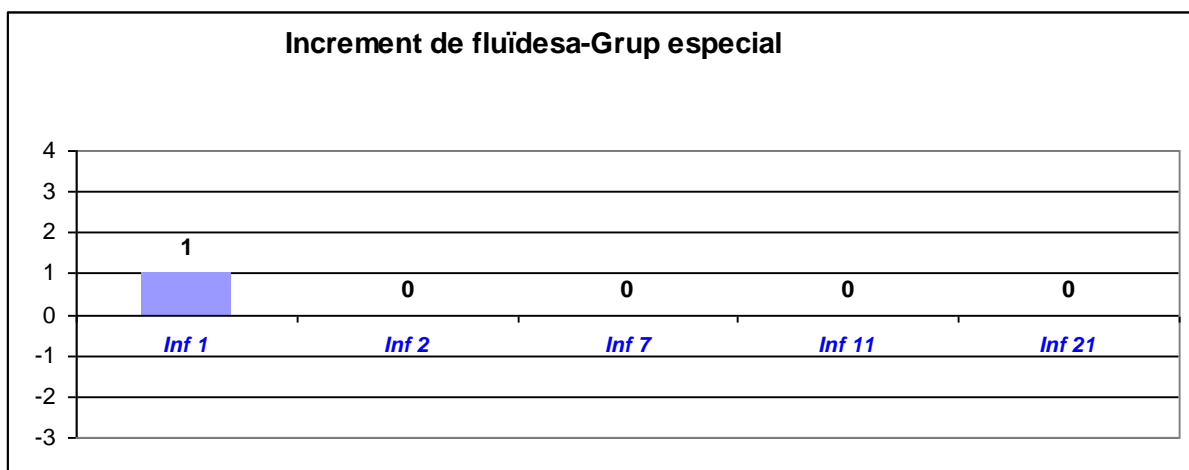 Increment de fluïdesa-Grup especial
4
3
2
1
0
-1
-2
-3
1
0
0
0
0
Inf 1
Inf 2
Inf 7
Inf 11
Inf 21